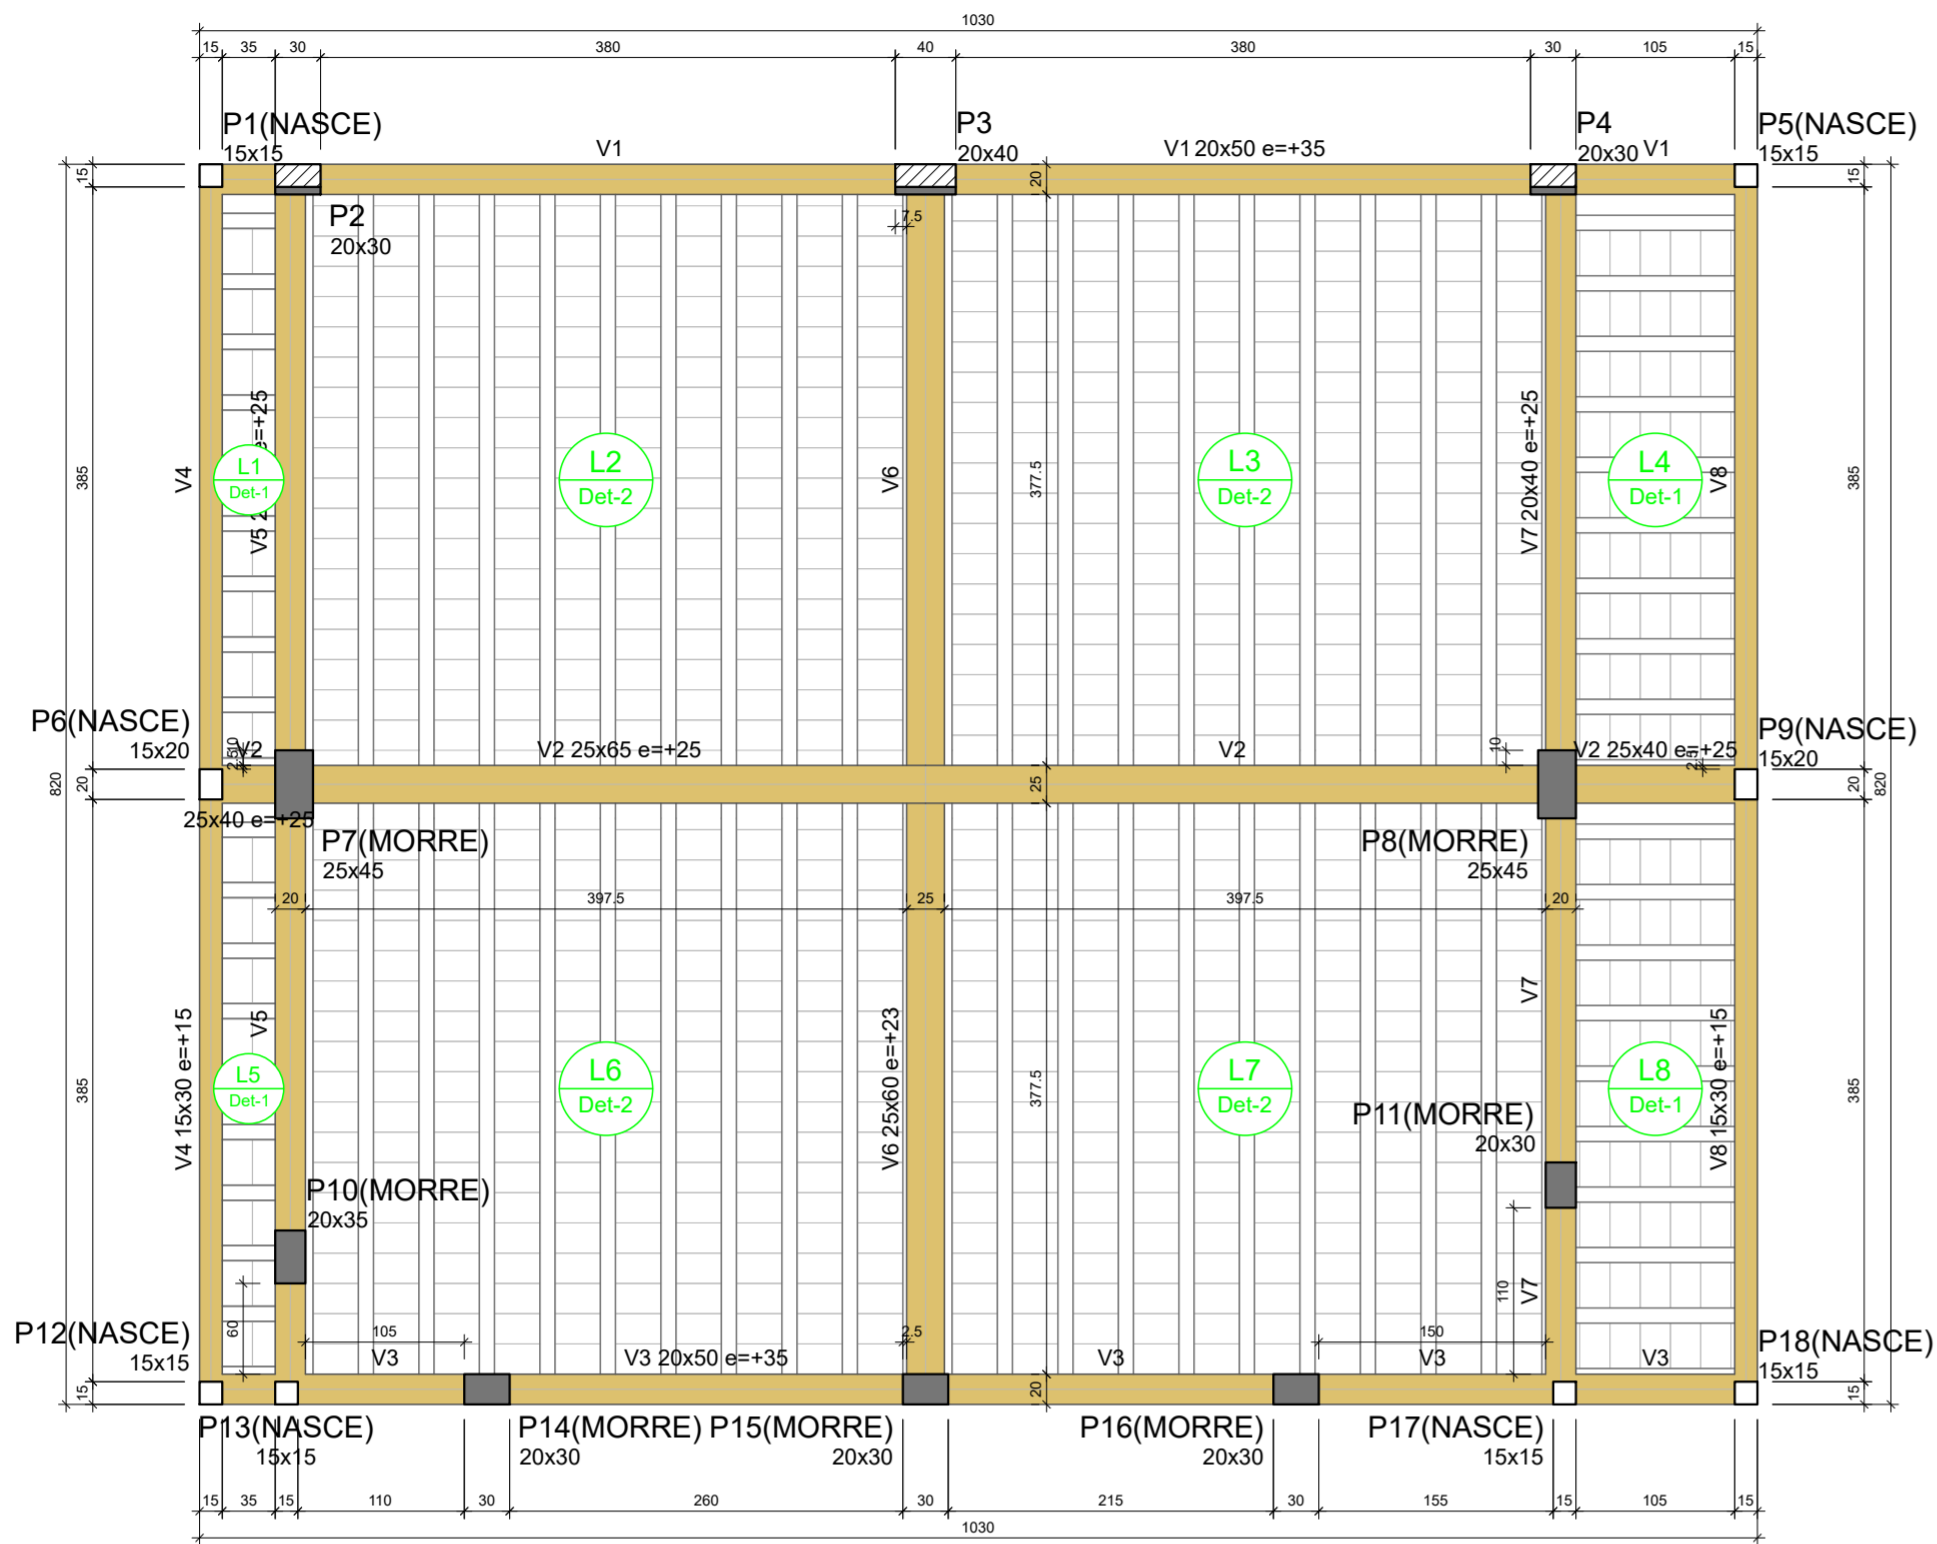 1030
15 35 30 380 40 380 30 105 15
P1(NASCE)
15x15
V1
P3
20x40
V1 20x50 e=+35
P4
20x30
V1
P5(NASCE)
15x15
15
20
15
P2
20x30
7.5
385
V4
e=+25
V5
L1
Det-1
L2
Det-2
V6
377.5
L3
Det-2
V7 20x40 e=+25
L4
Det-1
V8
385
P6(NASCE)
15x20
10
2.5
V2
V2 25x65 e=+25
V2
10
V2 25x40 e=+25
2.5
P9(NASCE)
15x20
820
20
25
20
820
25x40 e=+25
P7(MORRE)
25x45
P8(MORRE)
25x45
20
397.5
25
397.5
20
385
V4 15x30 e=+15
V5
L5
Det-1
L6
Det-2
V6 25x60 e=+23
377.5
L7
Det-2
V7
L8
Det-1
V8 15x30 e=+15
385
P11(MORRE)
20x30
P10(MORRE)
20x35
60
105
V3
V3 20x50 e=+35
2.5
V3
150
V3
110
V7
V3
P12(NASCE)
15x15
P18(NASCE)
15x15
15
20
15
P13(NASCE)
15x15
P14(MORRE)
20x30
P15(MORRE)
20x30
P16(MORRE)
20x30
P17(NASCE)
15x15
15 35 15 110 30 260 30 215 30 155 15 105 15
1030